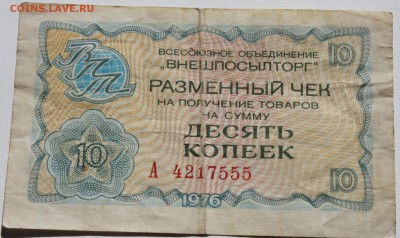 COINS.LAVE.RU
ВПТ
10
10
ВСЕСОЮЗНОЕ ОБЪЕДИНЕНИЕ
"ВНЕШПОСЫЛТОРГ"
РАЗМЕННЫЙ ЧЕК
НА ПОЛУЧЕНИЕ ТОВАРОВ
НА СУММУ
ДЕСЯТЬ
КОПЕЕК
10
А 4217555
1976